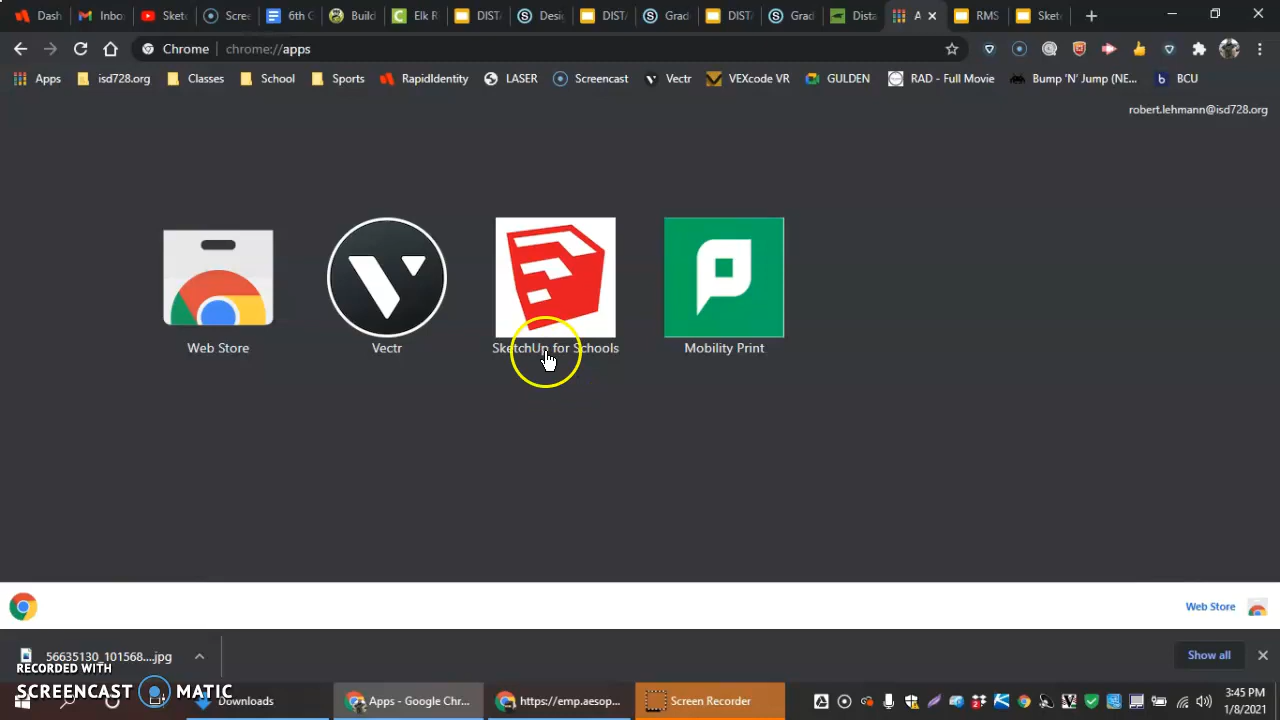 Dash
Inbo
Sket
Scre
6th G
Build
Elk R
DISTA
Desi
DISTA
Grad
DISTA
Grad
Dista
A
RMS
Sket
Chrome | chrome://apps
Apps
isd728.org
Classes
School
Sports
RapidIdentity
LASER
Screencast
Vectr
VEXcode VR
GULDEN
RAD - Full Movie
Bump 'N' Jump (NE...
BCU
robert.lehmann@isd728.org
Web Store
Vectr
SketchUp for Schools
Mobility Print
Web Store
56635130_101568....jpg
Show all
RECORDED WITH
SCREENCAST MATIC
Downloads
Apps - Google Chr...
https://emp.aesop...
Screen Recorder
3:45 PM
1/8/2021